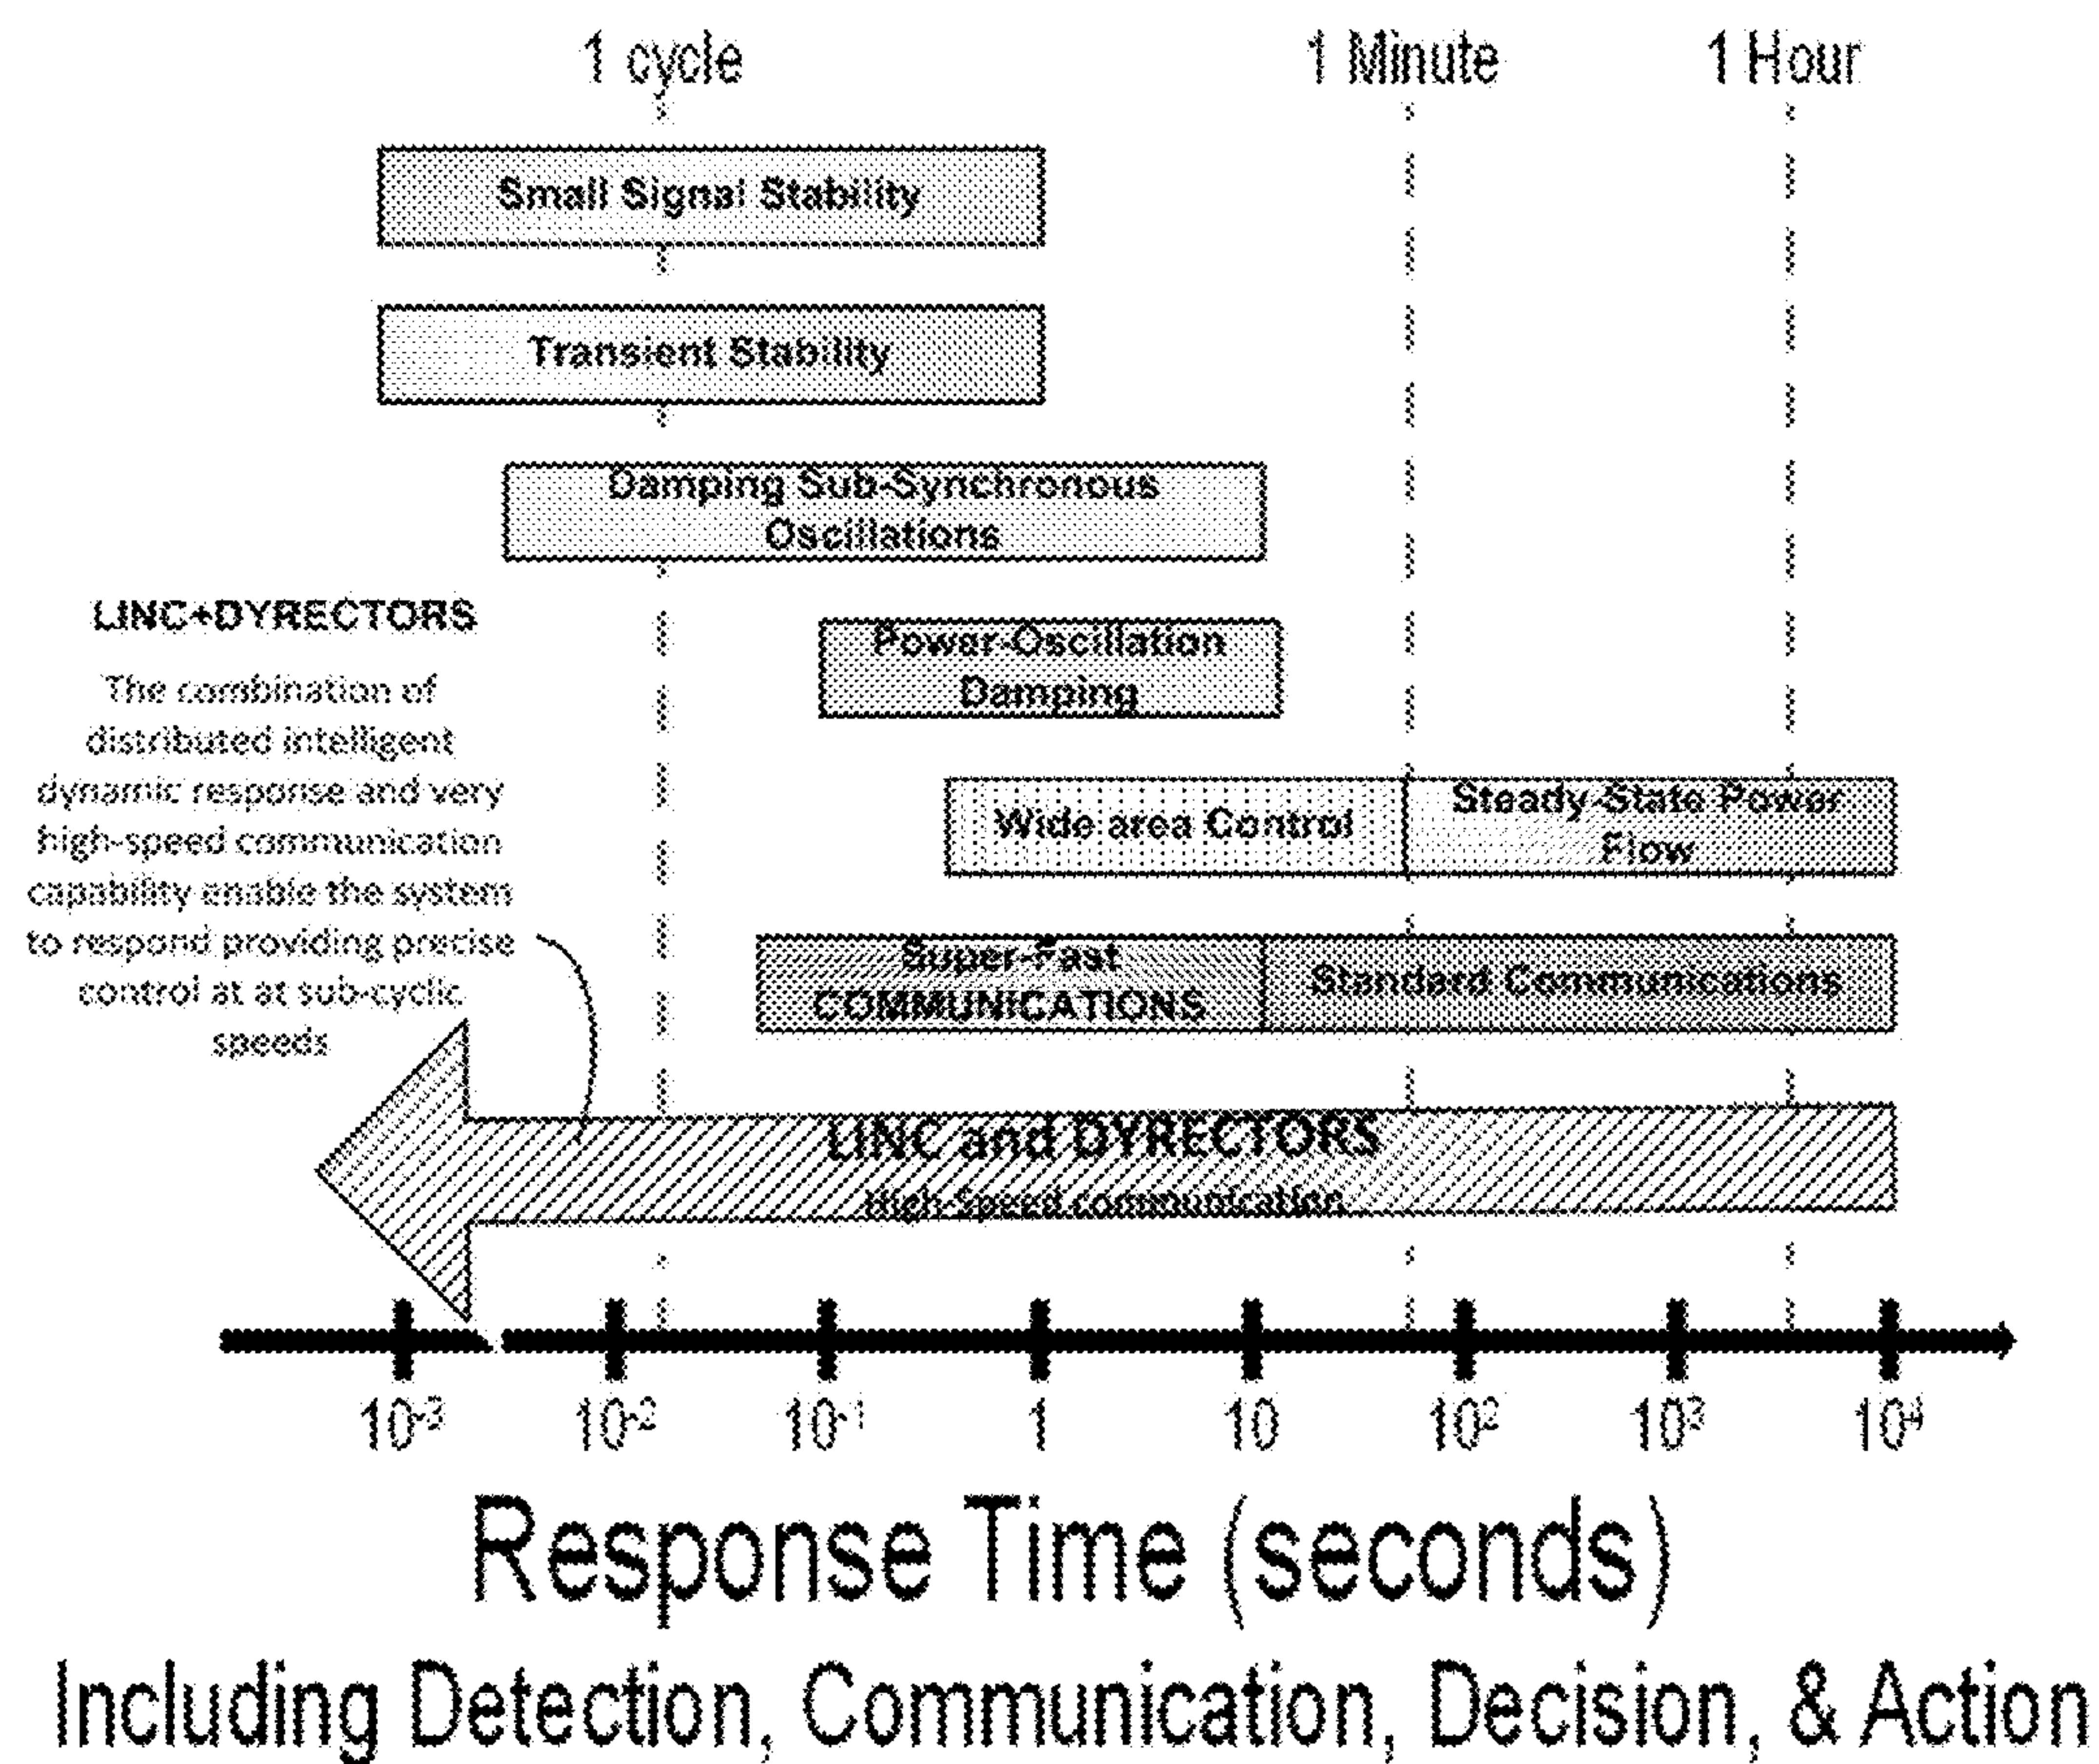 1 cycle
1 Minute
1 Hour
Small Signal Stability
Transient Stability
Damping Sub-Synchronous
Oscillations
LINC+DYRECTORS
The combination of
distributed intelligent
dynamic response and very
high-speed communication
capability enable the system
to respond providing precise
control at at sub-cyclic
speeds
Power-Oscillation
Damping
Wide area Control
Steady-State Power
Flow
Super-Fast
COMMUNICATIONS
Standard Communications
LINC and DYRECTORS
High-Speed communication
10⁻³
10⁻²
10⁻¹
1
10
10²
10³
10⁴
Response Time (seconds)
Including Detection, Communication, Decision, & Action